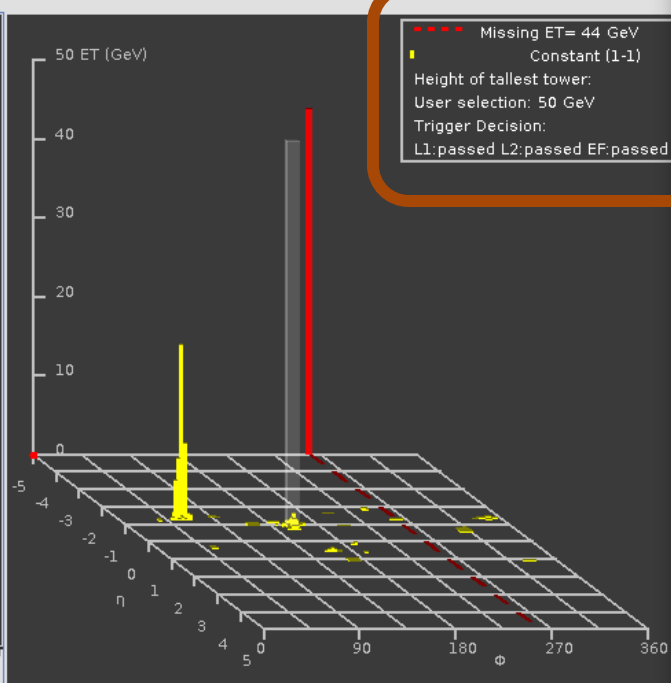 Missing ET= 44 GeV
Constant (1-1)
Height of tallest tower:
User selection: 50 GeV
Trigger Decision:
L1:passed L2:passed EF:passed
50 ET (GeV)
40
30
20
10
0
-5
-4
-3
-2
-1
0
1
2
3
4
5
η
0 90 180 270 360
Φ